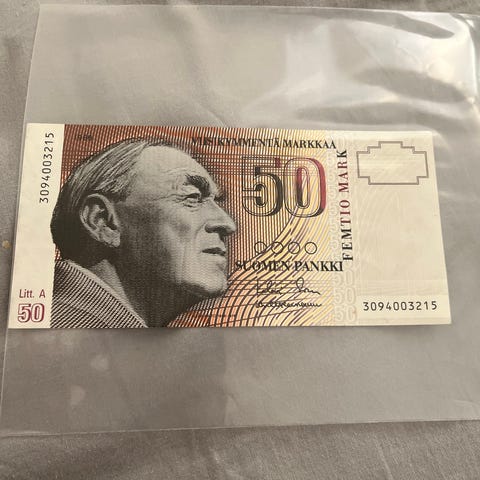 3094003215
VIISIKYMMENTÄ MARKKAA
50
FEMTIO MARK
SUOMEN PANKKI
Litt. A
50
3094003215